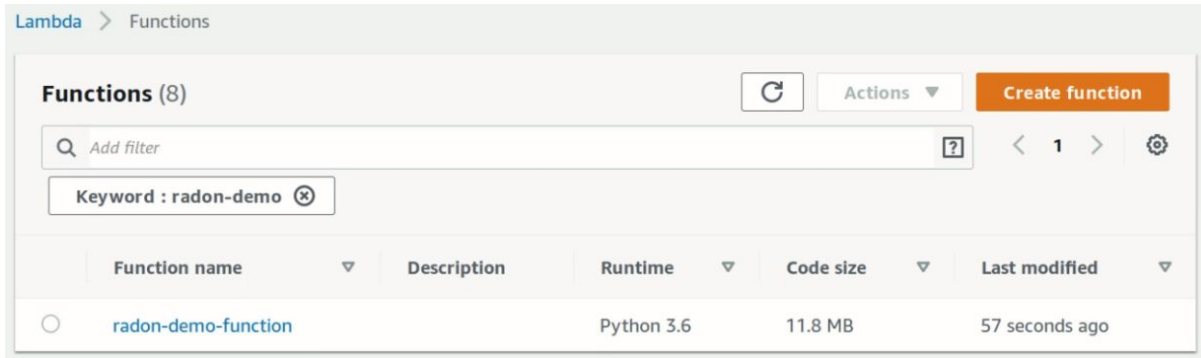 Lambda > Functions
Functions (8) Actions Create function
Add filter ? < 1 >
Keyword : radon-demo
Function name Description Runtime Code size Last modified
radon-demo-function Python 3.6 11.8 MB 57 seconds ago